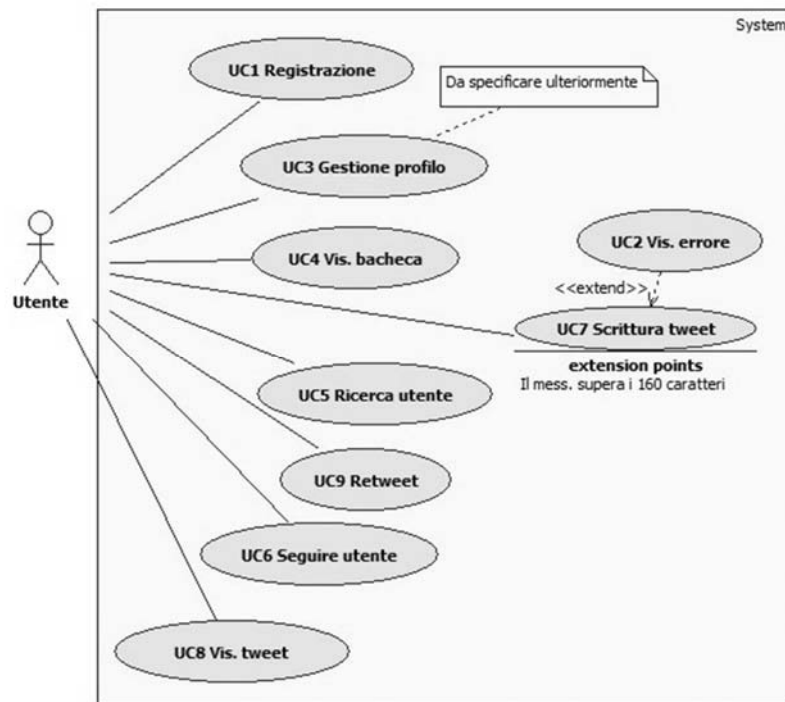 System
UC1 Registrazione
Da specificare ulteriormente
UC3 Gestione profilo
UC2 Vis. errore
UC4 Vis. bacheca
Utente
<<extend>>
UC7 Scrittura tweet
extension points
Il mess. supera i 160 caratteri
UC5 Ricerca utente
UC9 Retweet
UC6 Seguire utente
UC8 Vis. tweet